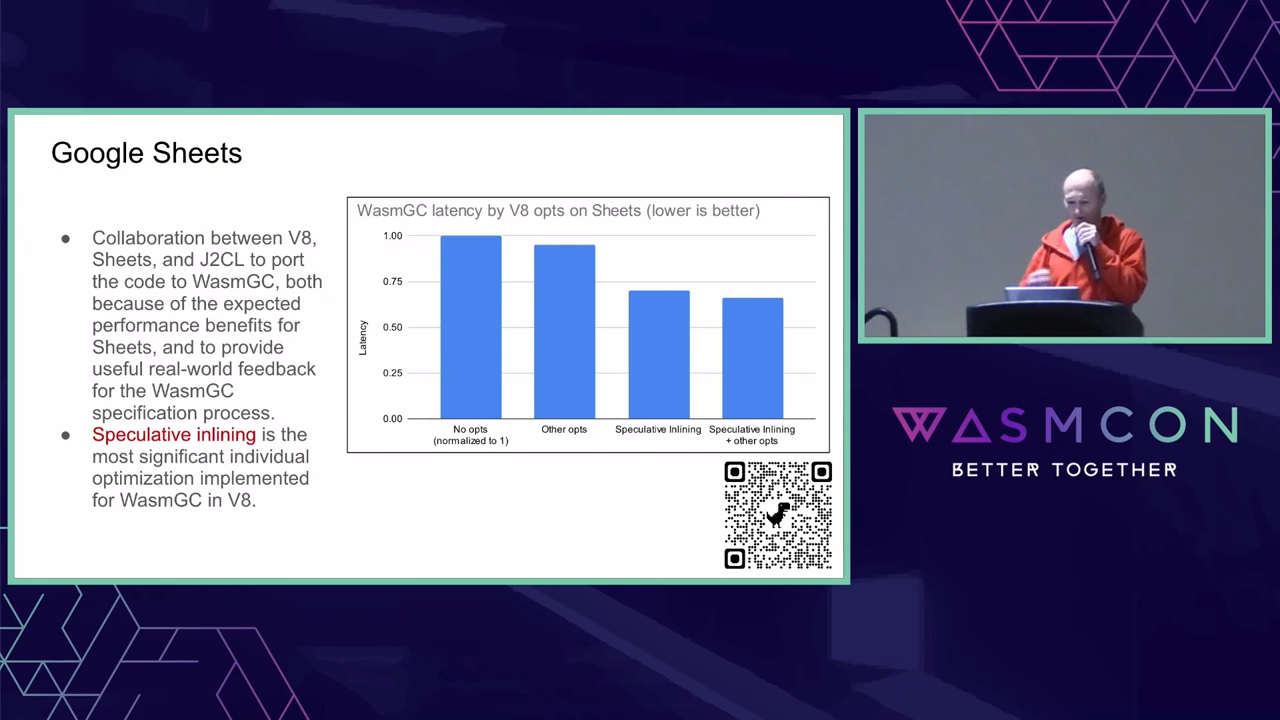 Google Sheets
● Collaboration between V8,
Sheets, and J2CL to port
the code to WasmGC, both
because of the expected
performance benefits for
Sheets, and to provide
useful real-world feedback
for the WasmGC
specification process.
● Speculative inlining is the
most significant individual
optimization implemented
for WasmGC in V8.
WasmGC latency by V8 opts on Sheets (lower is better)
Latency
1.00
0.75
0.50
0.25
0.00
No opts
(normalized to 1)
Other opts
Speculative Inlining
Speculative Inlining
+ other opts
WASMCON
BETTER TOGETHER